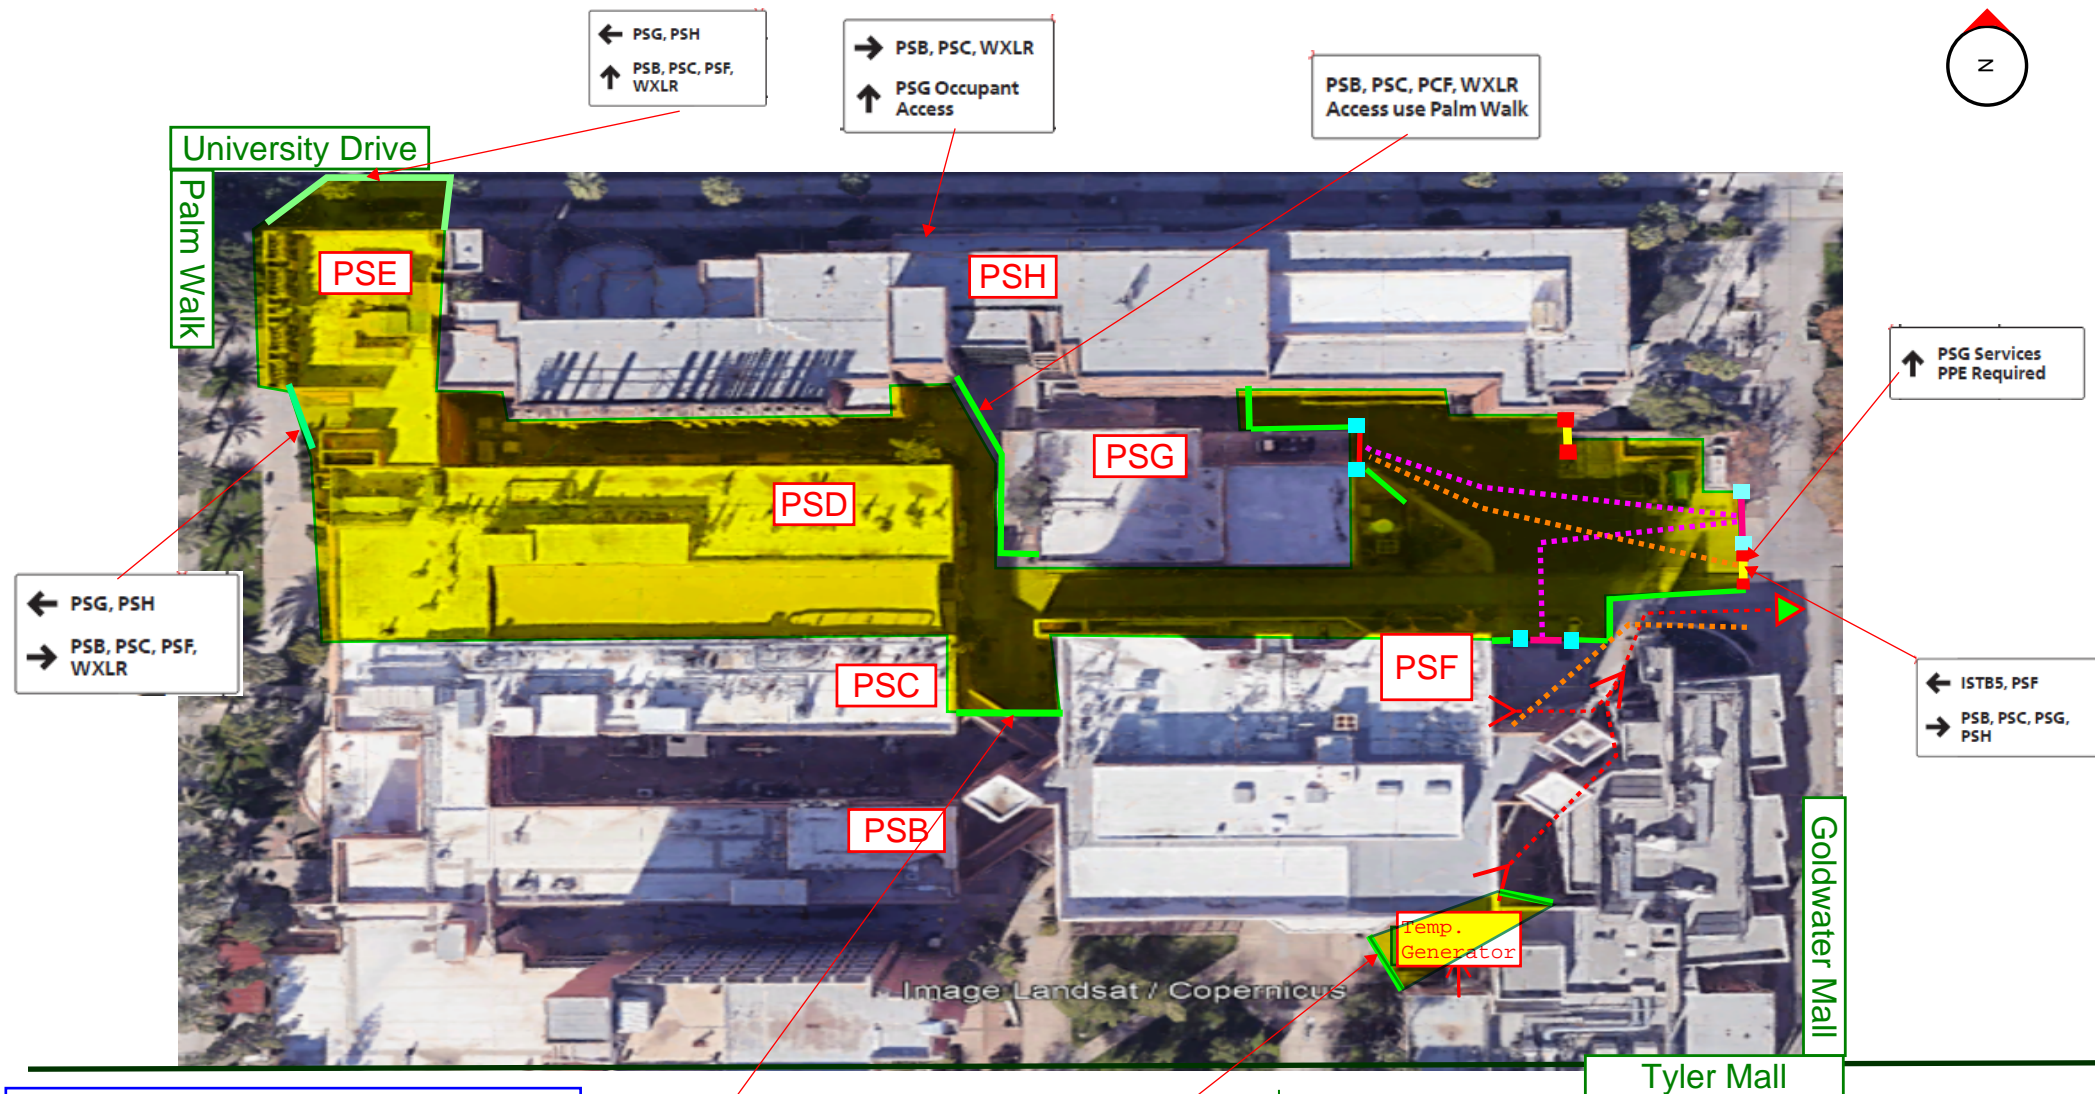 PSG, PSH
PSB, PSC, PSF,
WXLR
PSB, PSC, WXLR
PSG Occupant
Access
PSB, PSC, PCF, WXLR
Access use Palm Walk
N
University Drive
Palm Walk
PSE
PSH
PSG
PSD
PSG Services
PPE Required
PSG, PSH
PSB, PSC, PSF,
WXLR
PSC
PSF
ISTB5, PSF
PSB, PSC, PSG,
PSH
PSB
Temp.
Generator
Goldwater Mall
Image Landsat / Copernicus
Tyler Mall